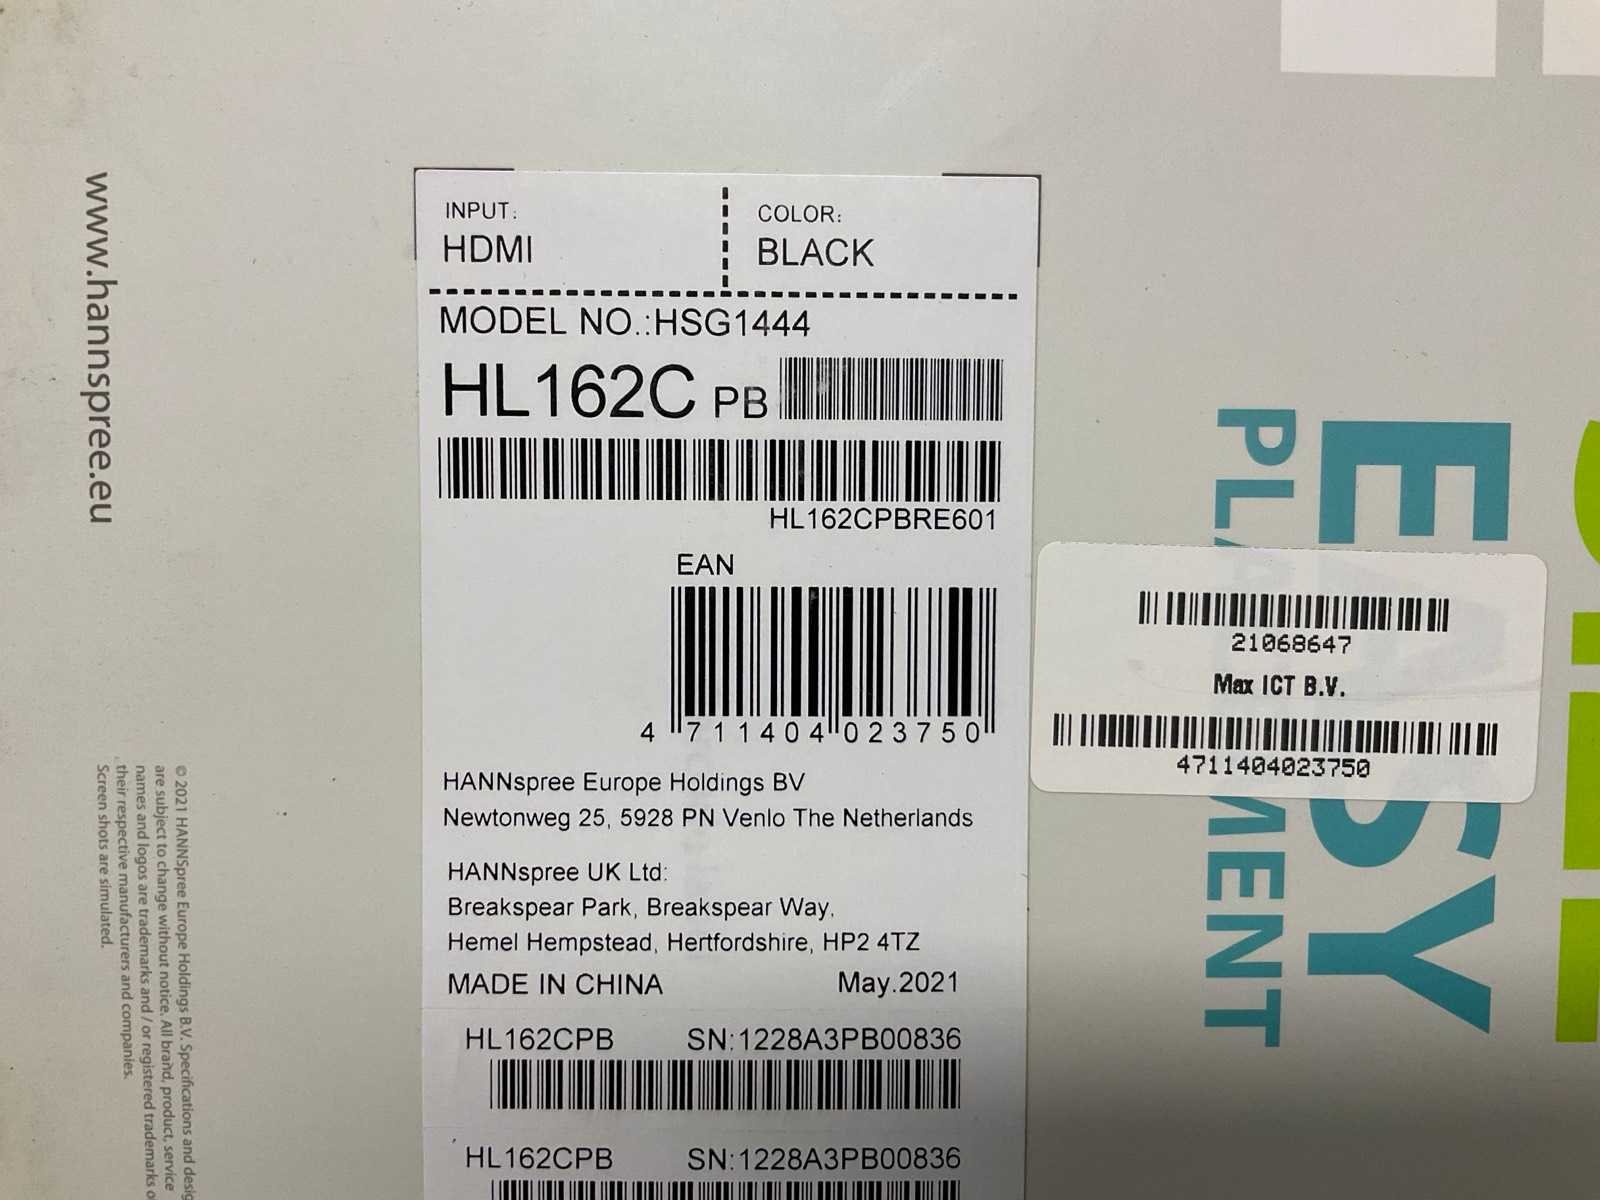 www.hannspree.eu
© 2021 HANNSpree Europe Holdings B.V. Specifications and
are subject to change without notice. All brand, product, service
names and logos are trademarks and / or registered trademarks
their respective manufacturers and companies.
Screen shots are simulated.
INPUT:
HDMI
COLOR:
BLACK
MODEL NO.:HSG1444
HL162C PB
HL162CPBRE601
EAN
4 711404 023750
HANNspree Europe Holdings BV
Newtonweg 25, 5928 PN Venlo The Netherlands
HANNspree UK Ltd:
Breakspear Park, Breakspear Way,
Hemel Hempstead, Hertfordshire, HP2 4TZ
MADE IN CHINA May.2021
HL162CPB SN:1228A3PB00836
HL162CPB SN:1228A3PB00836
21068647
Max ICT B.V.
4711404023750
EASY